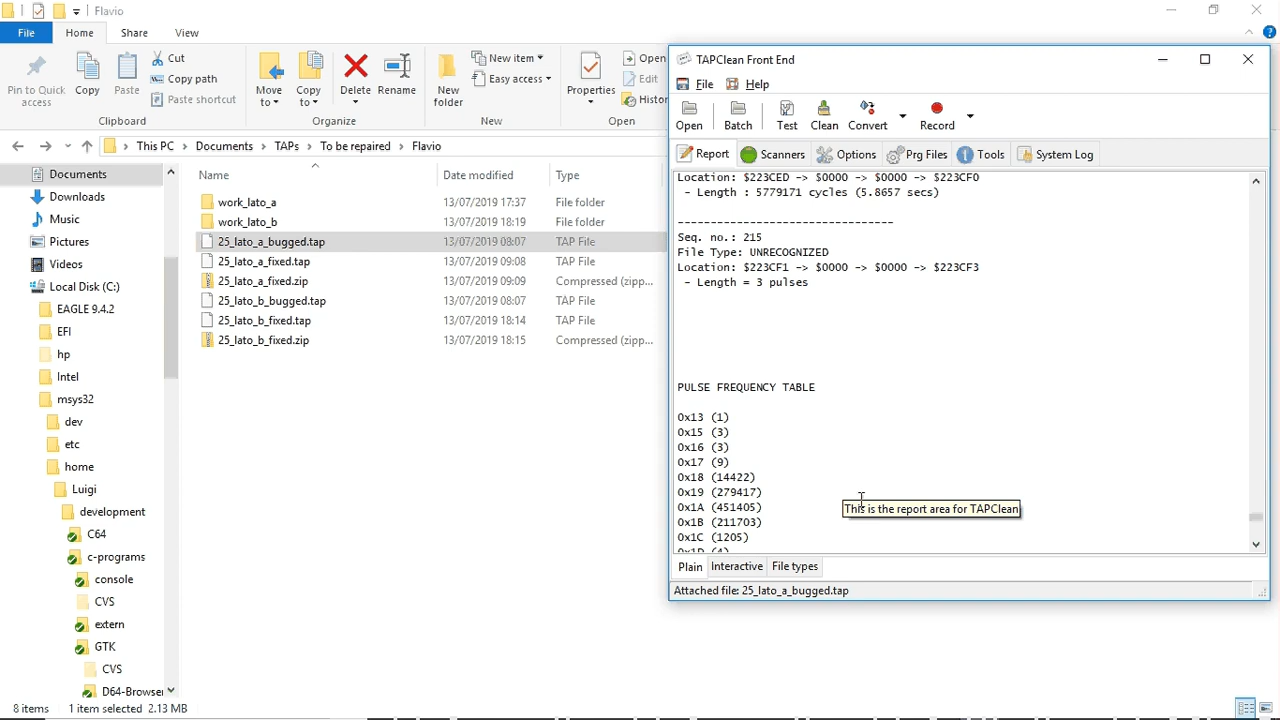 Flavio
File Home Share View
Pin to Quick access
Copy
Paste
Cut
Copy path
Paste shortcut
Clipboard
Move to
Copy to
Delete
Rename
Organize
New folder
New item
Easy access
New
Properties
Open
Edit
Histor
Open
This PC > Documents > TAPs > To be repaired > Flavio
Documents
Downloads
Music
Pictures
Videos
Local Disk (C:)
EAGLE 9.4.2
EFI
hp
Intel
msys32
dev
etc
home
Luigi
development
C64
c-programs
console
CVS
extern
GTK
CVS
D64-Browser
Name Date modified Type
work_lato_a 13/07/2019 17:37 File folder
work_lato_b 13/07/2019 18:19 File folder
25_lato_a_bugged.tap 13/07/2019 08:07 TAP File
25_lato_a_fixed.tap 13/07/2019 09:08 TAP File
25_lato_a_fixed.zip 13/07/2019 09:09 Compressed (zipp...
25_lato_b_bugged.tap 13/07/2019 08:07 TAP File
25_lato_b_fixed.tap 13/07/2019 18:14 TAP File
25_lato_b_fixed.zip 13/07/2019 18:15 Compressed (zipp...
8 items 1 item selected 2.13 MB
TAPClean Front End
File Help
Open Batch Test Clean Convert Record
Report Scanners Options Prg Files Tools System Log
Location: $223CED -> $0000 -> $0000 -> $223CF0
- Length : 5779171 cycles (5.8657 secs)
---------------------------------
Seq. no.: 215
File Type: UNRECOGNIZED
Location: $223CF1 -> $0000 -> $0000 -> $223CF3
- Length = 3 pulses
PULSE FREQUENCY TABLE
0x13 (1)
0x15 (3)
0x16 (3)
0x17 (9)
0x18 (14422)
0x19 (279417)
0x1A (451405)
0x1B (211703)
0x1C (1205)
0x1D (4)
This is the report area for TAPClean
Plain Interactive File types
Attached file: 25_lato_a_bugged.tap